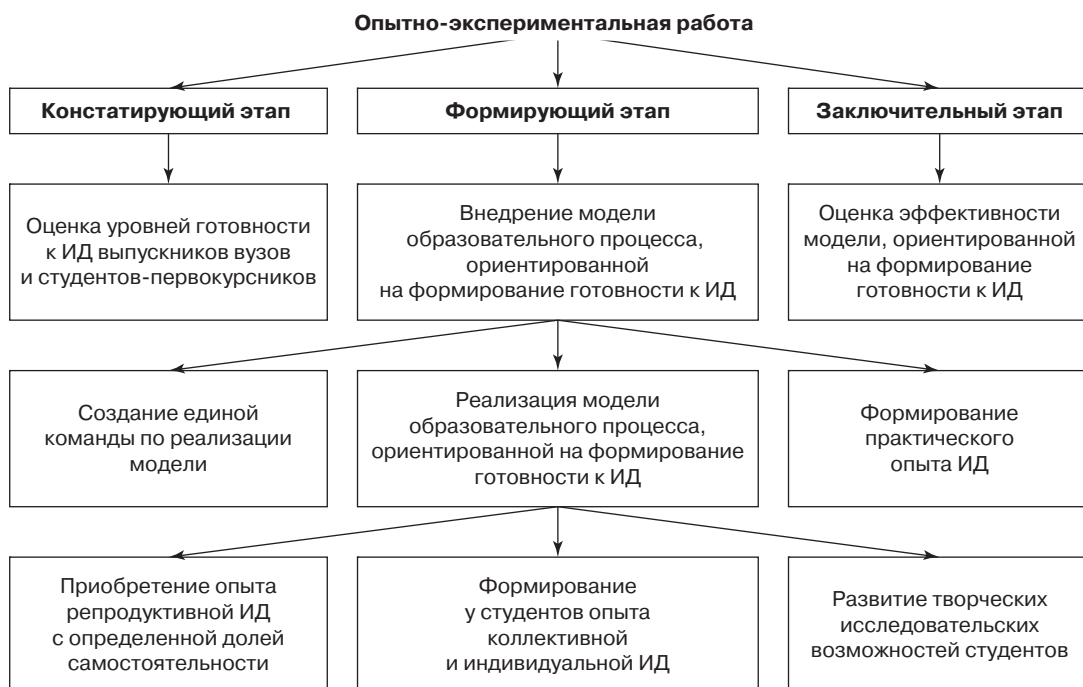 Опытно-экспериментальная работа
Констатирующий этап
Формирующий этап
Заключительный этап
Оценка уровней готовности
к ИД выпускников вузов
и студентов-первокурсников
Внедрение модели
образовательного процесса,
ориентированной
на формирование готовности к ИД
Оценка эффективности
модели, ориентированной
на формирование
готовности к ИД
Создание единой
команды по реализации
модели
Реализация модели
образовательного процесса,
ориентированной на формирование
готовности к ИД
Формирование
практического
опыта ИД
Приобретение опыта
репродуктивной ИД
с определенной долей
самостоятельности
Формирование
у студентов опыта
коллективной
и индивидуальной ИД
Развитие творческих
исследовательских
возможностей студентов